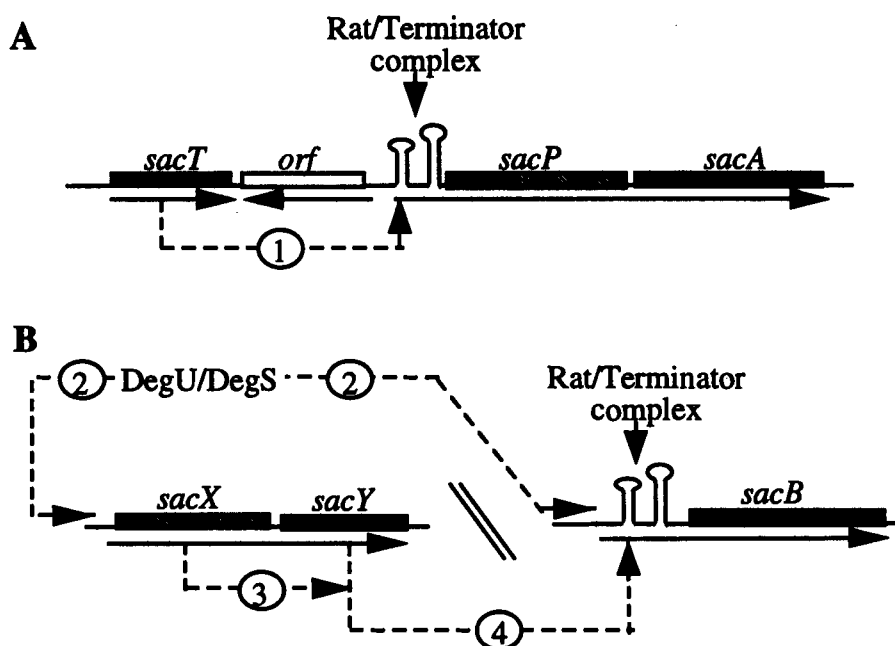 A
Rat/Terminator
complex
sacT orf sacP sacA
1
B
2 DegU/DegS 2
Rat/Terminator
complex
sacX sacY sacB
3
4